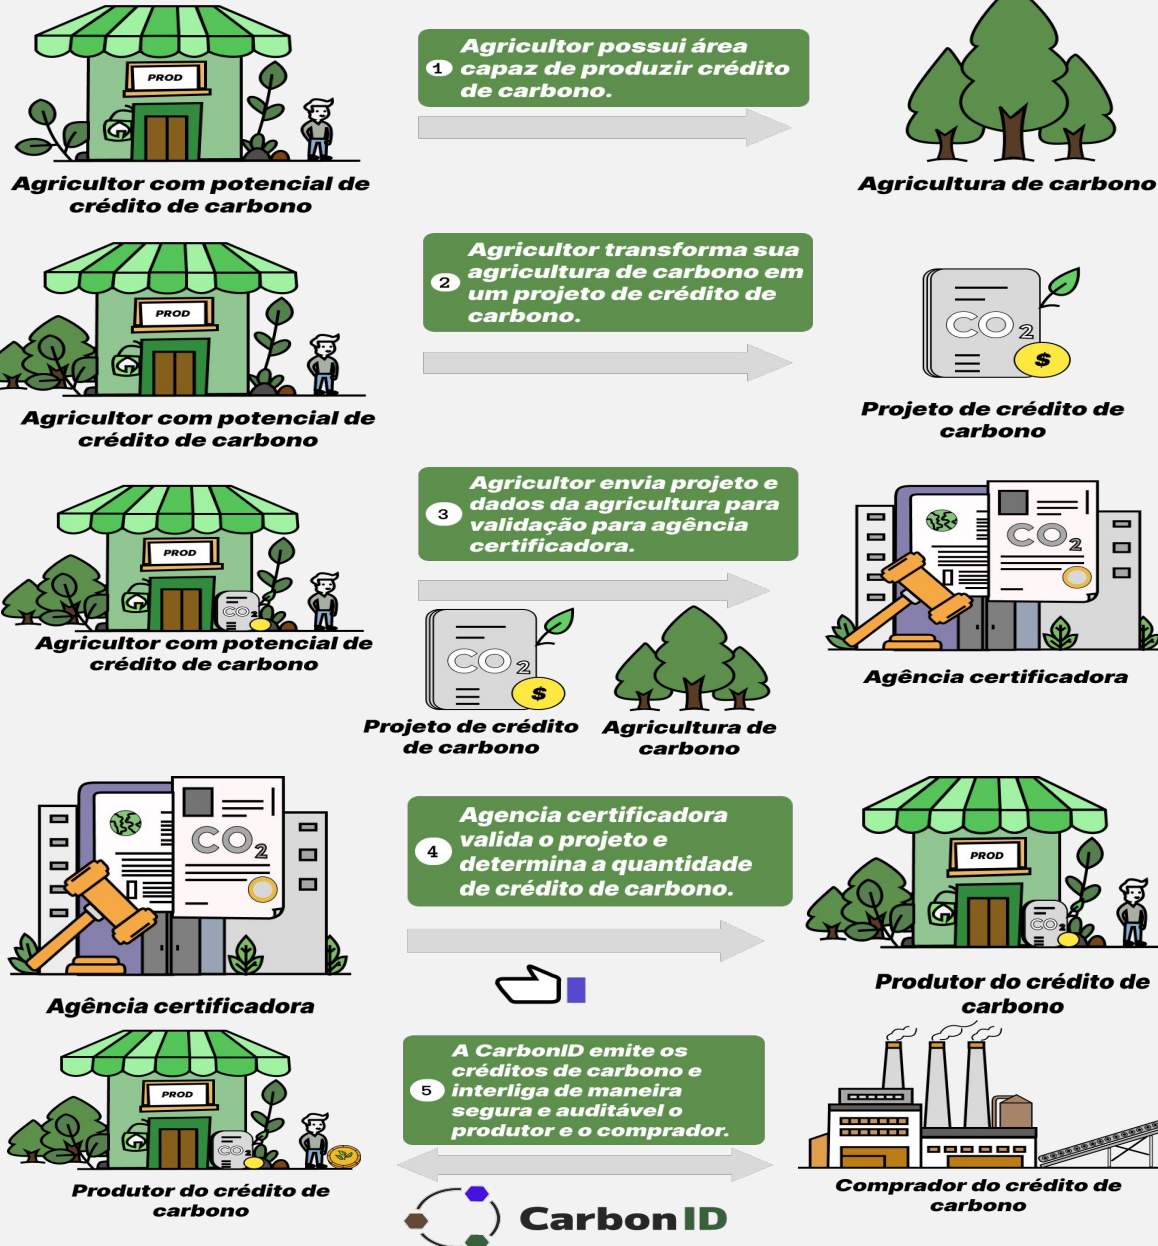 PROD
Agricultor com potencial de
crédito de carbono
1
Agricultor possui área
capaz de produzir crédito
de carbono.
Agricultura de carbono
PROD
Agricultor com potencial de
crédito de carbono
2
Agricultor transforma sua
agricultura de carbono em
um projeto de crédito de
carbono.
CO2
$
Projeto de crédito de
carbono
PROD
CO2
Agricultor com potencial de
crédito de carbono
3
Agricultor envia projeto e
dados da agricultura para
validação para agência
certificadora.
CO2
$
Projeto de crédito
de carbono
Agricultura de
carbono
CO2
Agência certificadora
CO2
Agência certificadora
4
Agencia certificadora
valida o projeto e
determina a quantidade
de crédito de carbono.
PROD
CO2
Produtor do crédito de
carbono
PROD
CO2
Produtor do crédito de
carbono
5
A CarbonID emite os
créditos de carbono e
interliga de maneira
segura e auditável o
produtor e o comprador.
CarbonID
Comprador do crédito de
carbono